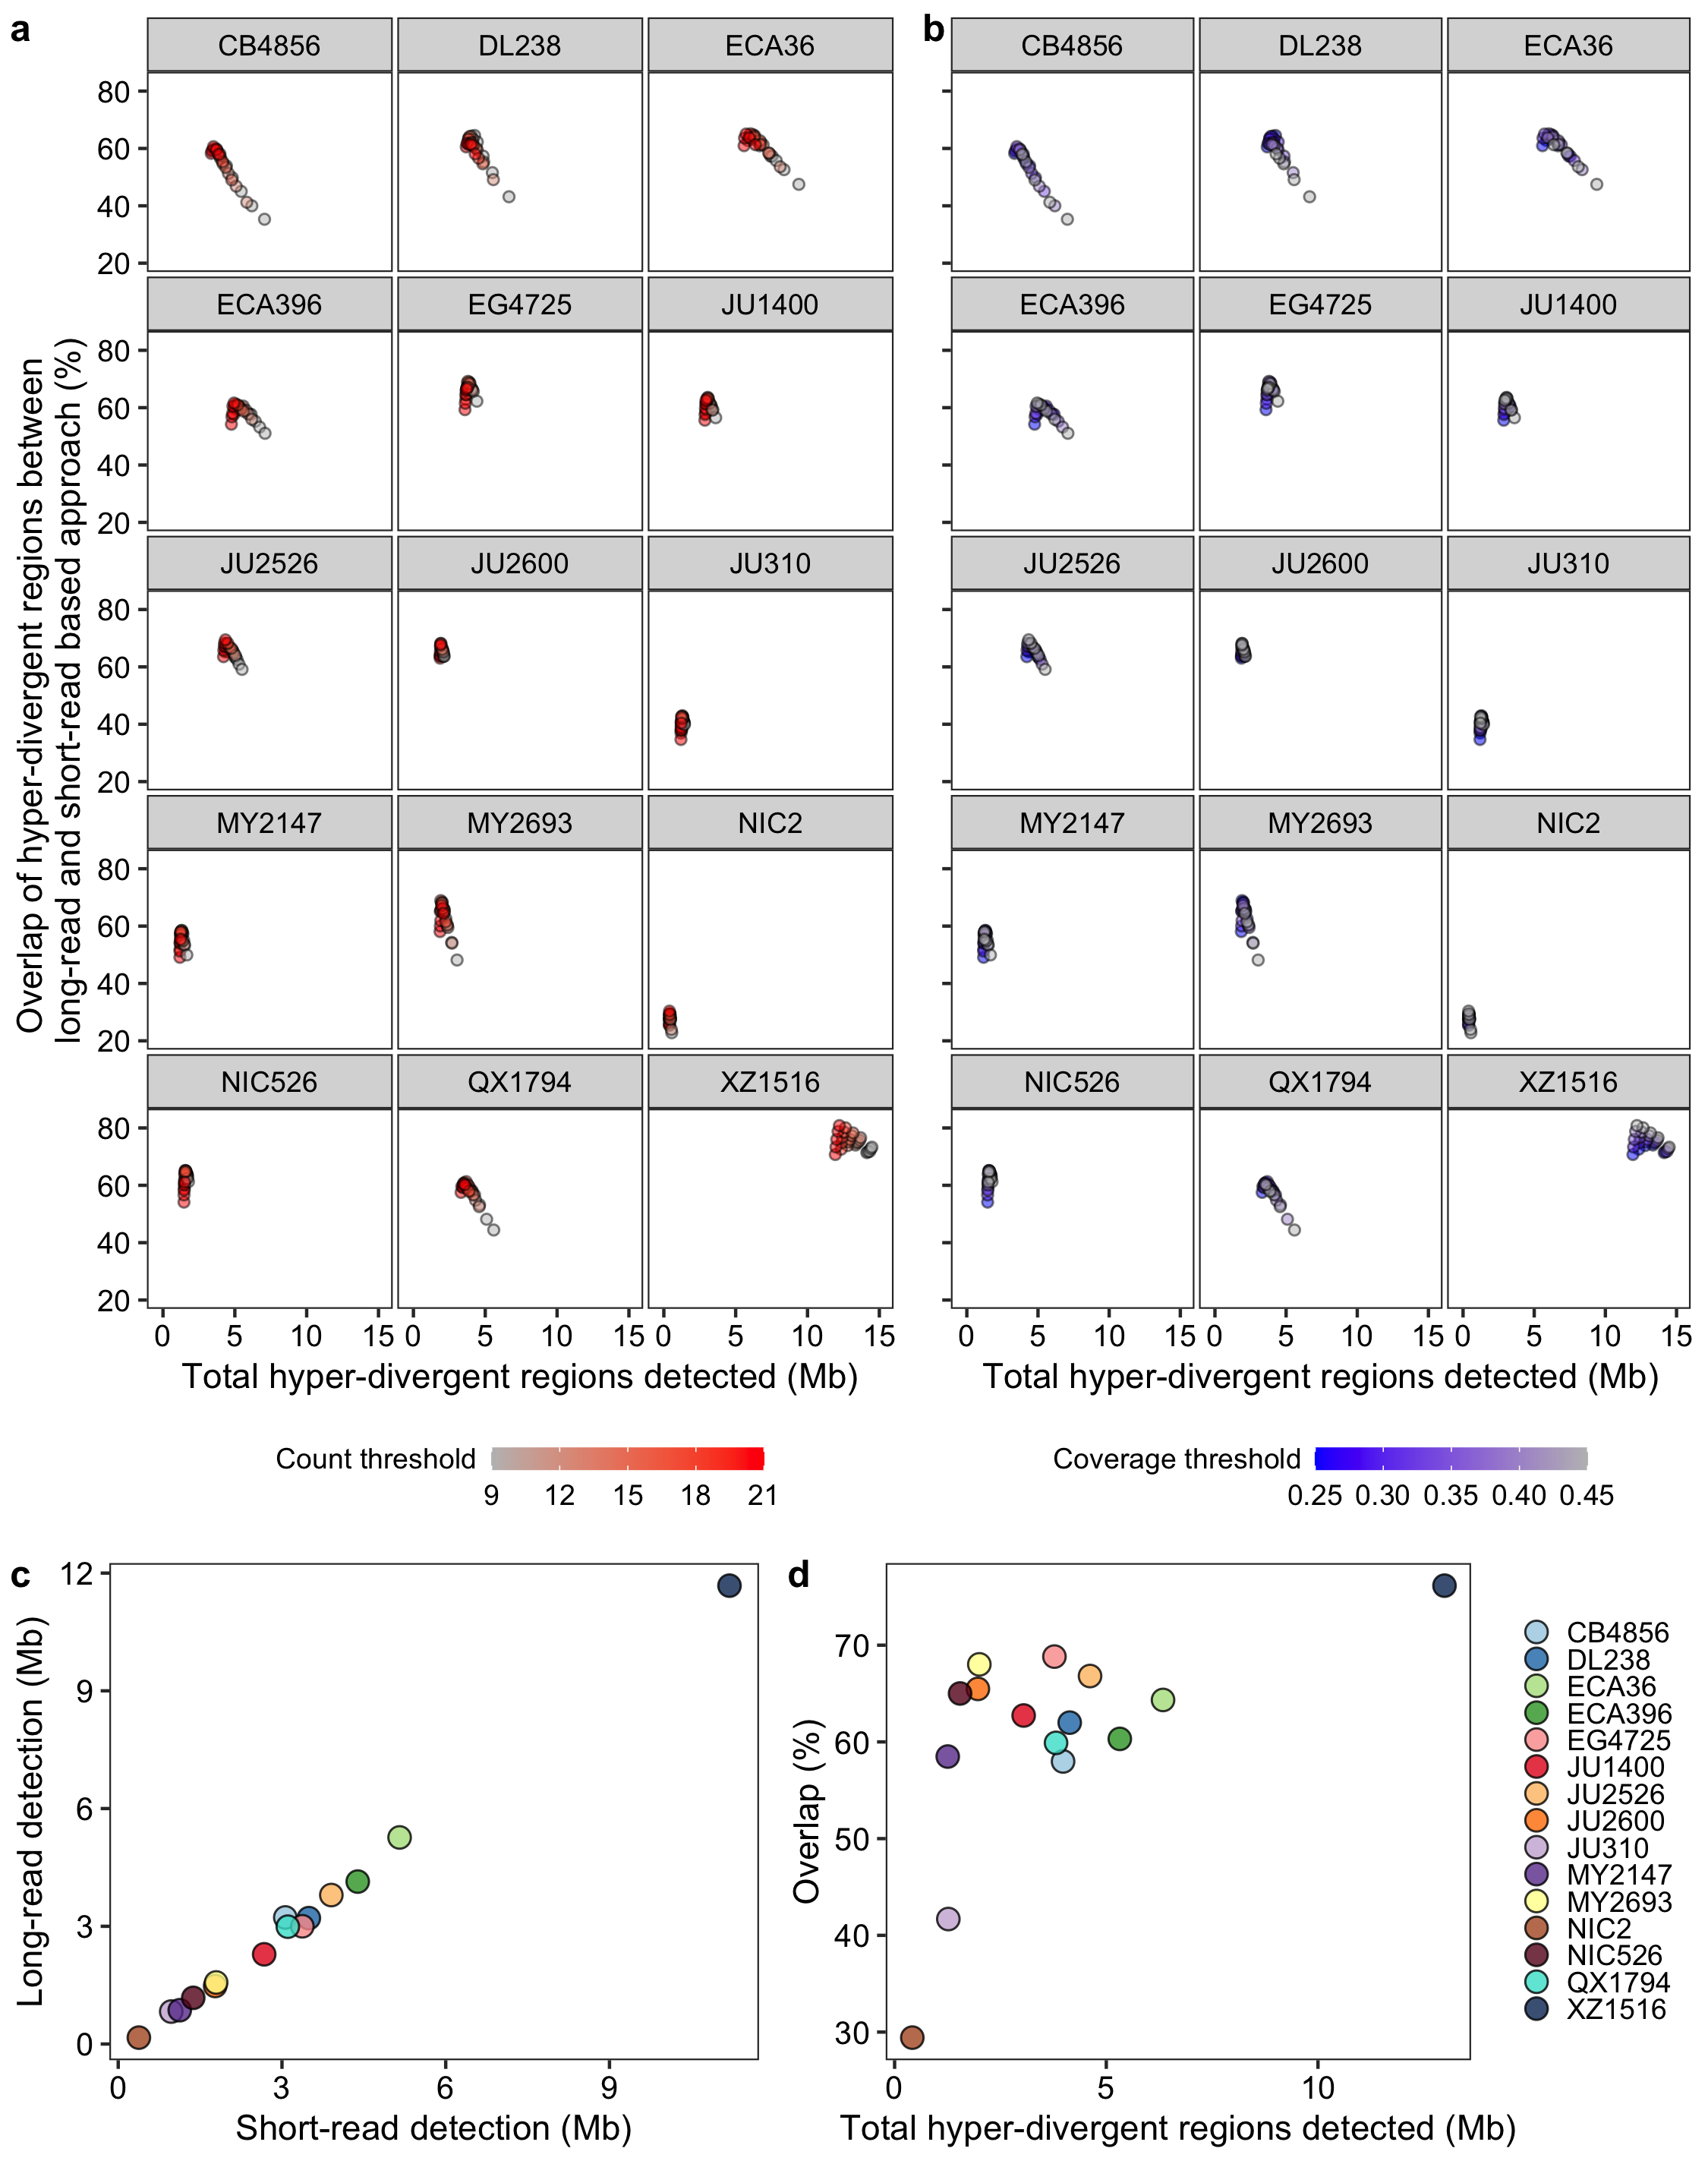 a
b
CB4856 DL238 ECA36 CB4856 DL238 ECA36
80
60
40
20
ECA396 EG4725 JU1400 ECA396 EG4725 JU1400
80
60
40
20
JU2526 JU2600 JU310 JU2526 JU2600 JU310
80
60
40
20
MY2147 MY2693 NIC2 MY2147 MY2693 NIC2
80
60
40
20
NIC526 QX1794 XZ1516 NIC526 QX1794 XZ1516
80
60
40
20
Overlap of hyper-divergent regions between
long-read and short-read based approach (%)
0 5 10 15 0 5 10 15 0 5 10 15 0 5 10 15 0 5 10 15 0 5 10 15
Total hyper-divergent regions detected (Mb) Total hyper-divergent regions detected (Mb)
Count threshold
9 12 15 18 21
Coverage threshold
0.25 0.30 0.35 0.40 0.45
c
12
9
6
3
0
Long-read detection (Mb)
0 3 6 9
Short-read detection (Mb)
d
70
60
50
40
30
Overlap (%)
0 5 10
Total hyper-divergent regions detected (Mb)
CB4856
DL238
ECA36
ECA396
EG4725
JU1400
JU2526
JU2600
JU310
MY2147
MY2693
NIC2
NIC526
QX1794
XZ1516